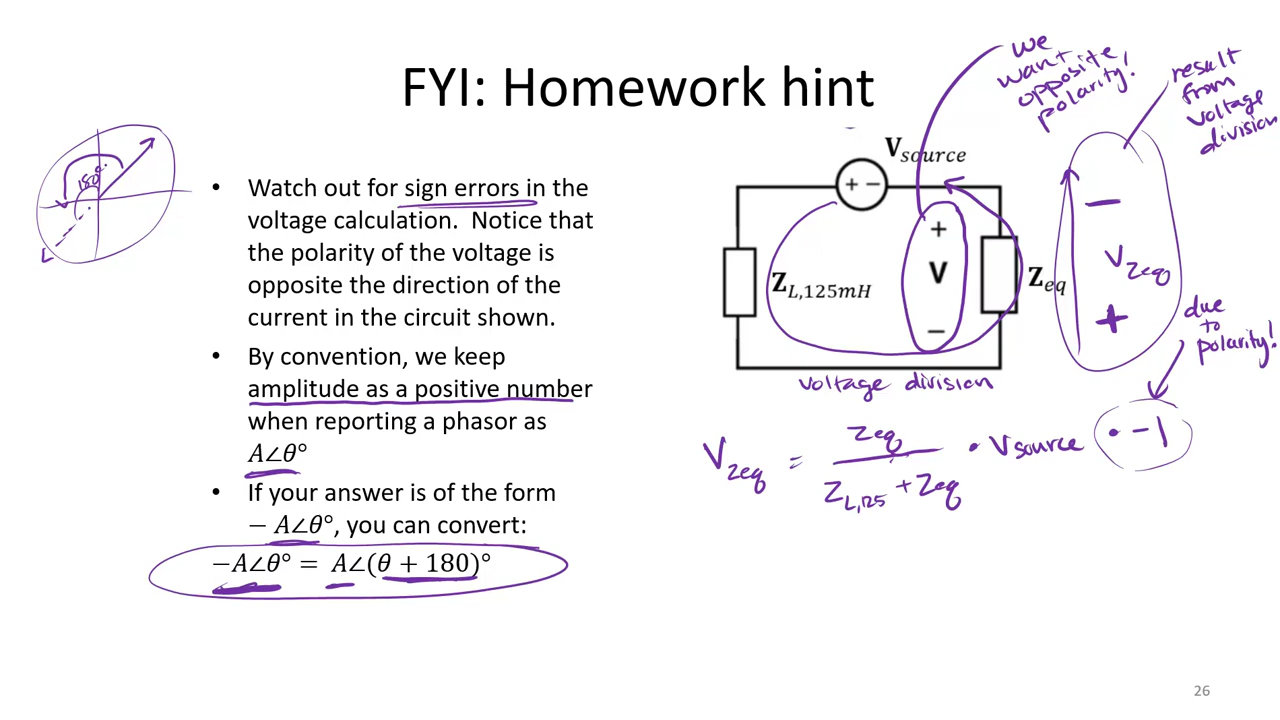 FYI: Homework hint
• Watch out for sign errors in the
voltage calculation. Notice that
the polarity of the voltage is
opposite the direction of the
current in the circuit shown.
• By convention, we keep
amplitude as a positive number
when reporting a phasor as
A∠θ°
• If your answer is of the form
− A∠θ°, you can convert:
−A∠θ° = A∠(θ + 180)°
180°
V_source
+ −
Z_L,125mH
+
V
−
Z_eq
we
want
opposite
polarity!
result
from
voltage
division
−
V_zeq
+
due
to
polarity!
voltage division
V_zeq = Zeq / (Z_L,125 + Zeq) • Vsource • −1
26